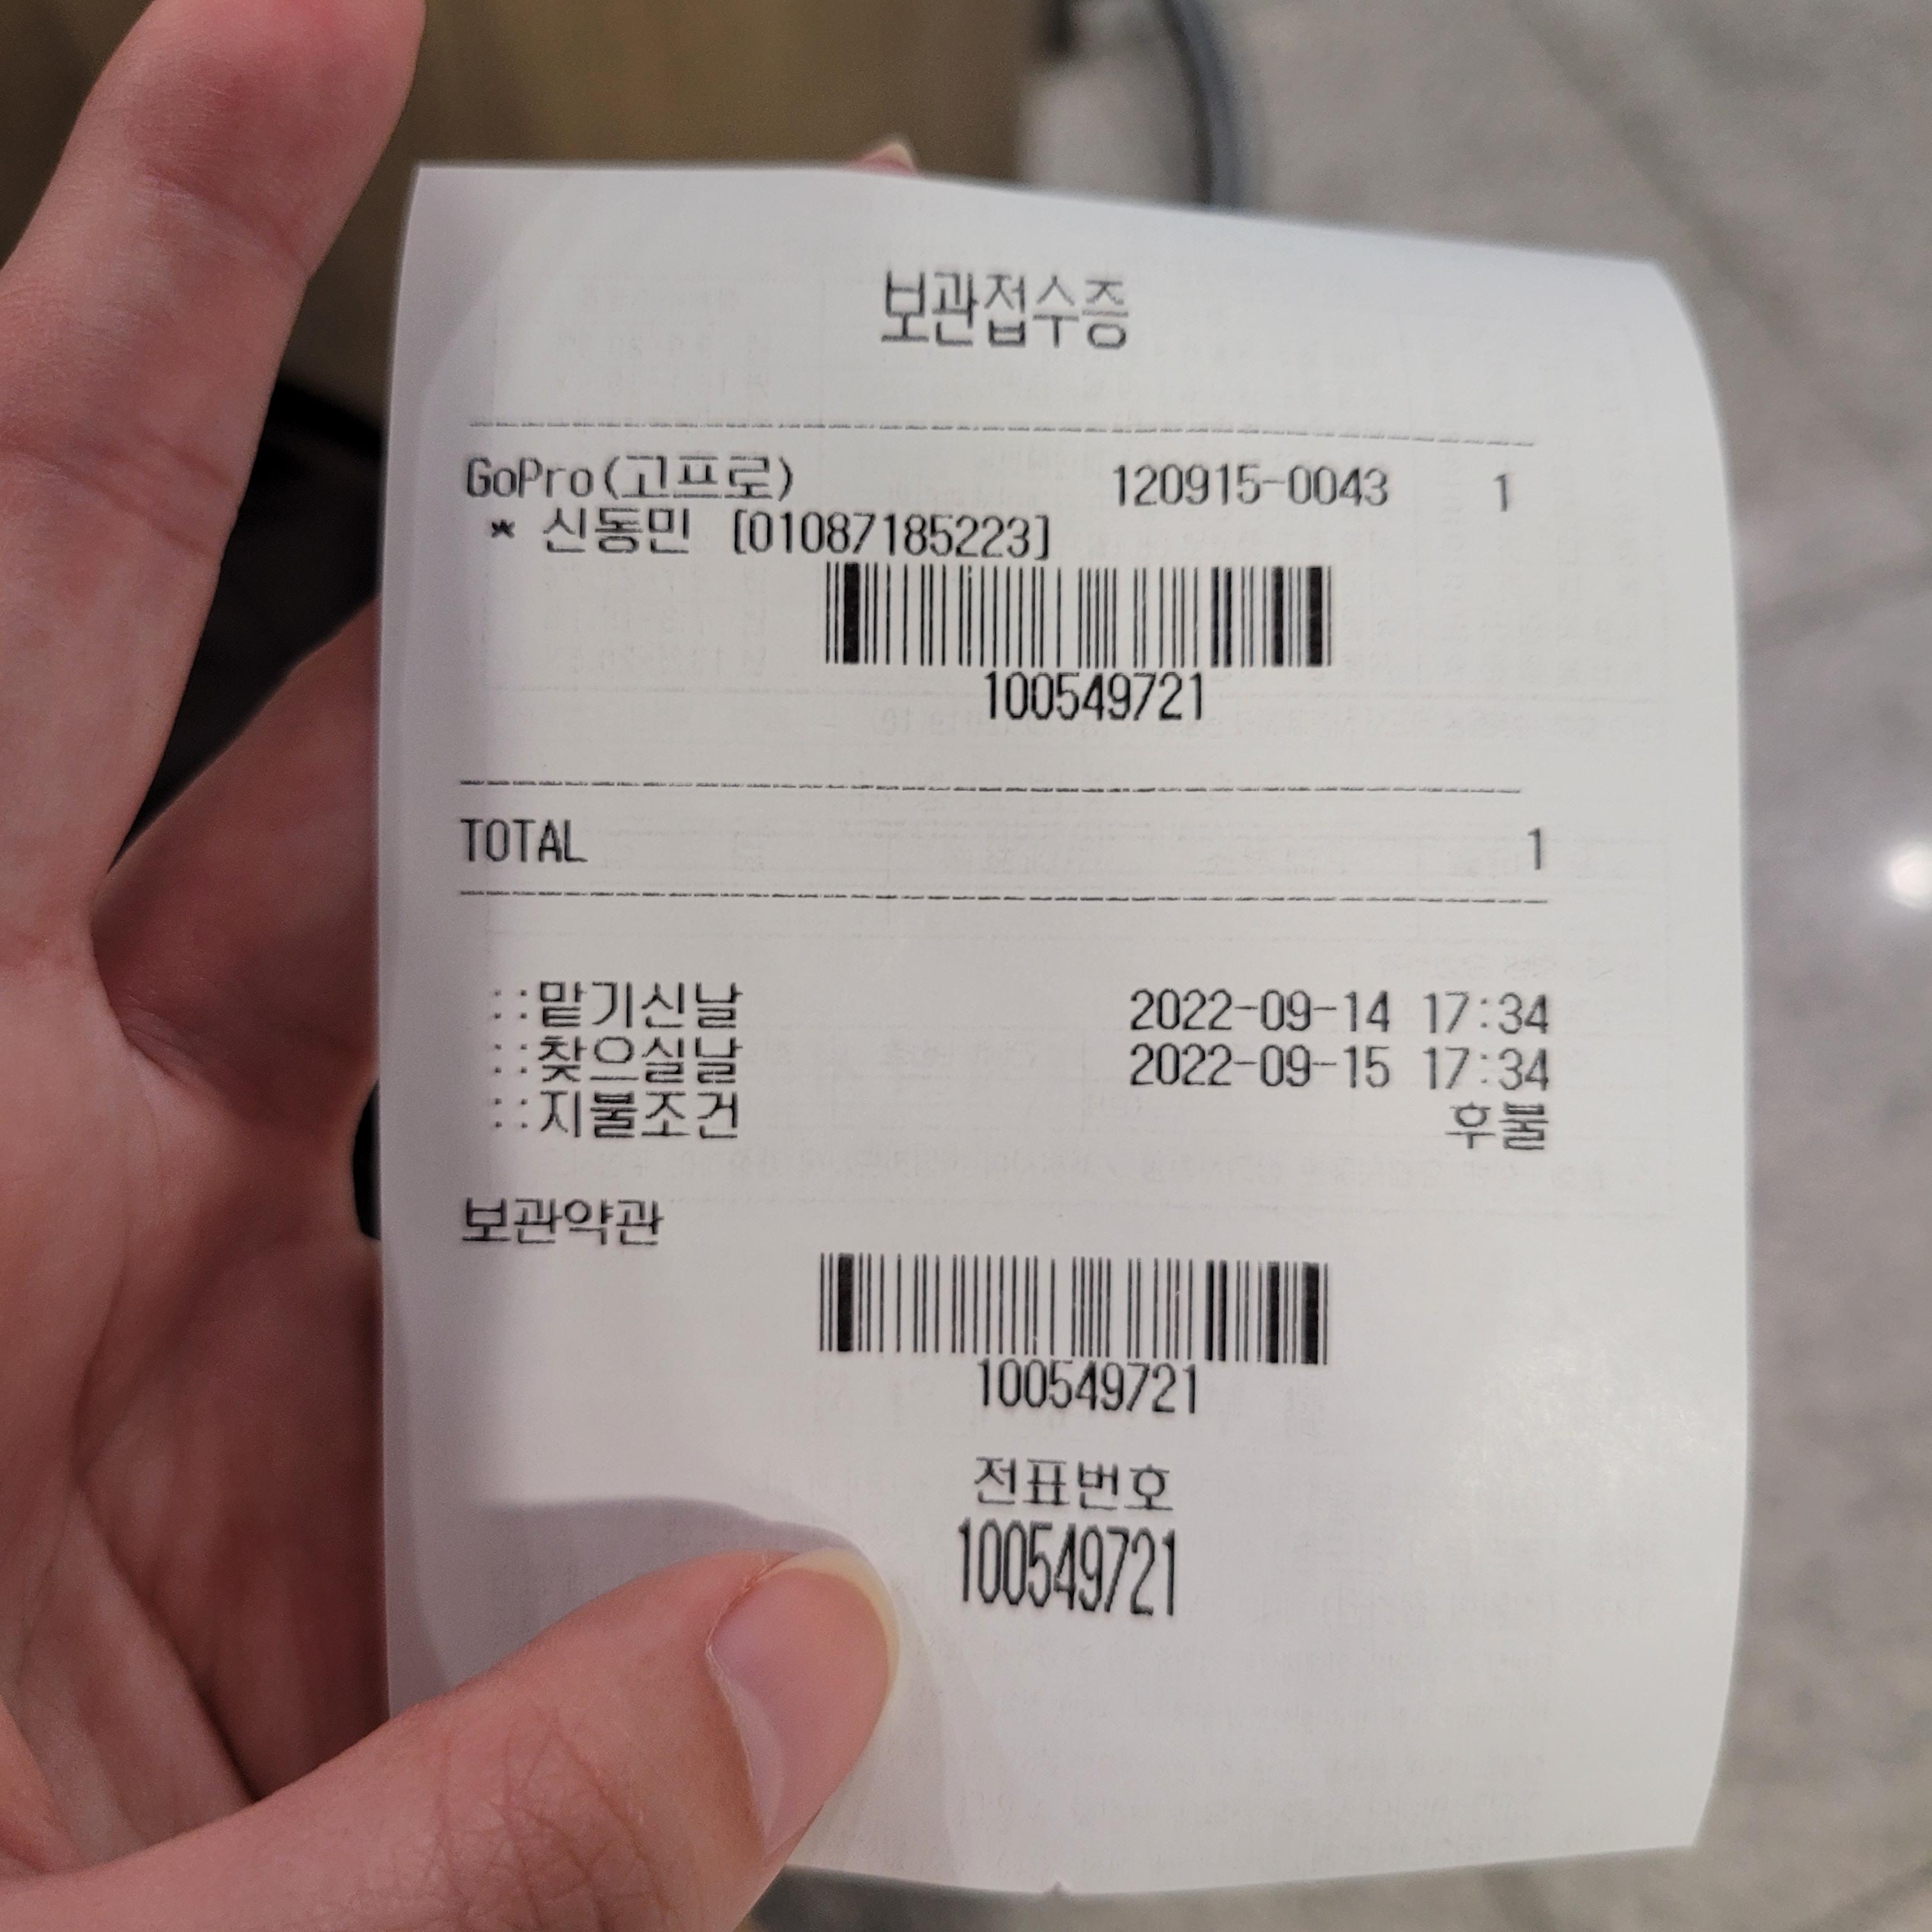 보관접수증
GoPro(고프로) 120915-0043 1
* 신동민 [01087185223]
100549721
TOTAL 1
::맡기신날 2022-09-14 17:34
::찾으실날 2022-09-15 17:34
::지불조건 후불
보관약관
100549721
전표번호
100549721